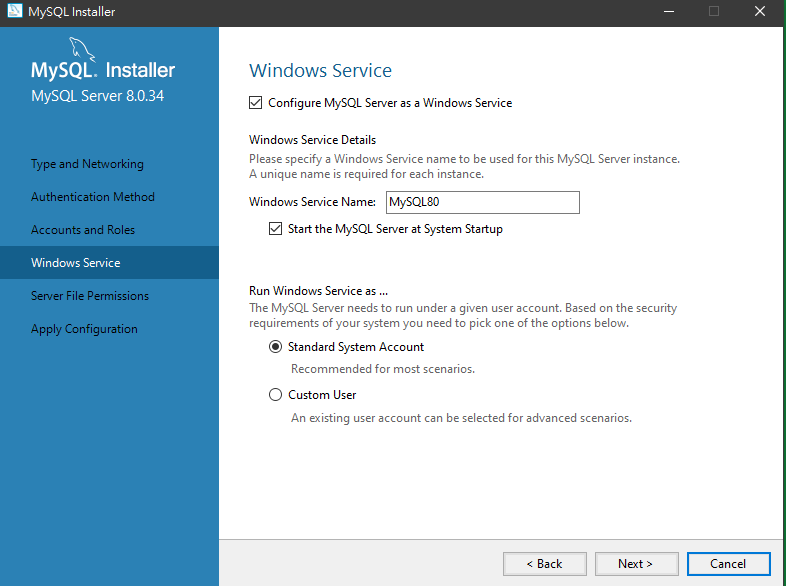 MySQL Installer
MySQL. Installer
MySQL Server 8.0.34
Type and Networking
Authentication Method
Accounts and Roles
Windows Service
Server File Permissions
Apply Configuration
Windows Service
Configure MySQL Server as a Windows Service
Windows Service Details
Please specify a Windows Service name to be used for this MySQL Server instance.
A unique name is required for each instance.
Windows Service Name: MySQL80
Start the MySQL Server at System Startup
Run Windows Service as ...
The MySQL Server needs to run under a given user account. Based on the security
requirements of your system you need to pick one of the options below.
Standard System Account
Recommended for most scenarios.
Custom User
An existing user account can be selected for advanced scenarios.
< Back Next > Cancel